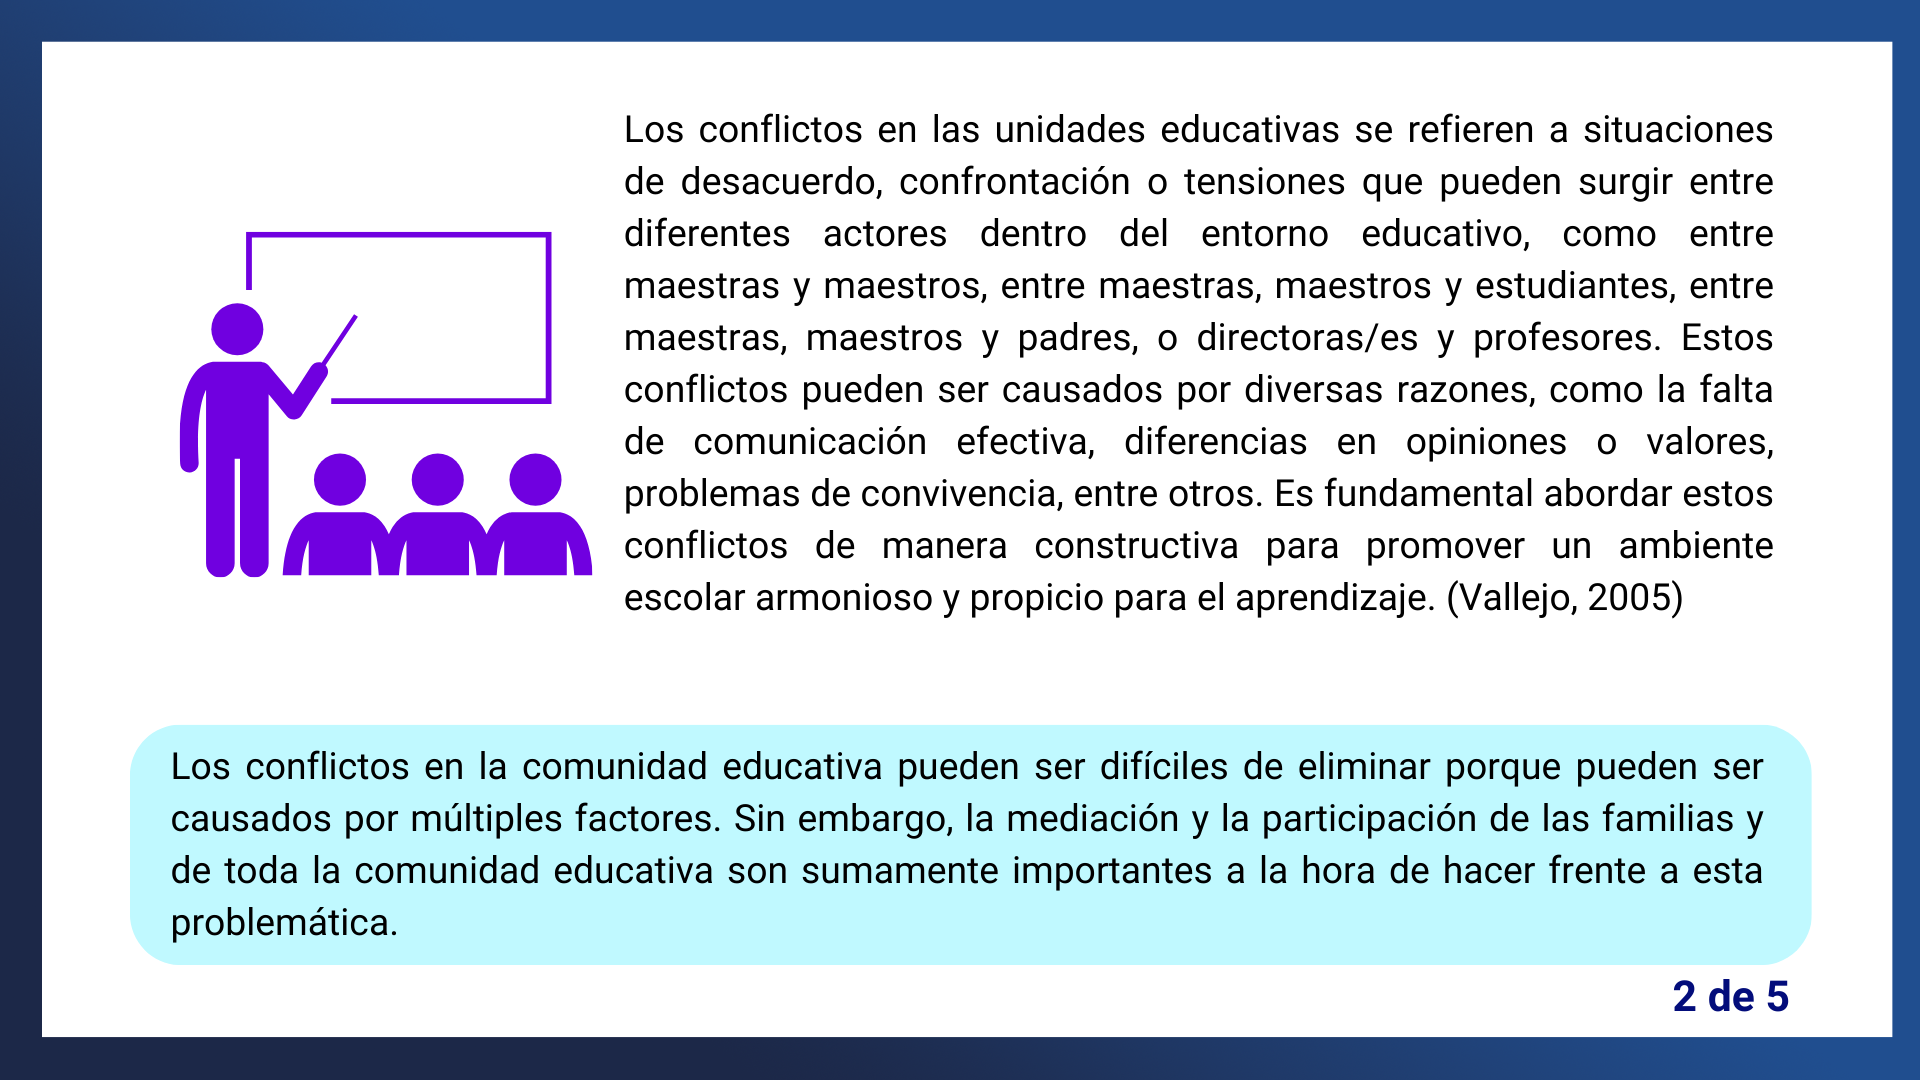 Los conflictos en las unidades educativas se refieren a situaciones
de desacuerdo, confrontación o tensiones que pueden surgir entre
diferentes actores dentro del entorno educativo, como entre
maestras y maestros, entre maestras, maestros y estudiantes, entre
maestras, maestros y padres, o directoras/es y profesores. Estos
conflictos pueden ser causados por diversas razones, como la falta
de comunicación efectiva, diferencias en opiniones o valores,
problemas de convivencia, entre otros. Es fundamental abordar estos
conflictos de manera constructiva para promover un ambiente
escolar armonioso y propicio para el aprendizaje. (Vallejo, 2005)
Los conflictos en la comunidad educativa pueden ser difíciles de eliminar porque pueden ser
causados por múltiples factores. Sin embargo, la mediación y la participación de las familias y
de toda la comunidad educativa son sumamente importantes a la hora de hacer frente a esta
problemática.
2 de 5